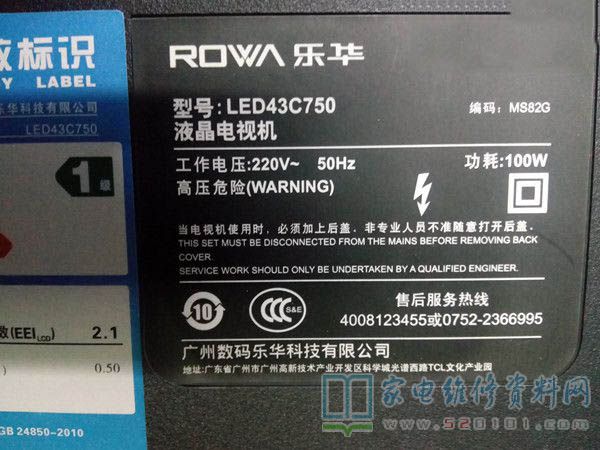 效标识
Y LABEL
乐华科技有限公司
LED43C750
1级
数(EEILCD) 2.1
) 0.50
GB 24850-2010
ROWA 乐华
型号: LED43C750 编码: MS82G
液晶电视机
工作电压:220V~ 50Hz 功耗:100W
高压危险(WARNING)
当电视机使用时，必须加上后盖。非专业人员不准随意打开后盖。
THIS SET MUST BE DISCONNECTED FROM THE MAINS BEFORE REMOVING BACK
COVER.
SERVICE WORK SHOULD ONLY BE UNDERTAKEN BY A QUALIFIED ENGINEER.
10 CCC S&E 售后服务热线
4008123455或0752-2366995
广州数码乐华科技有限公司
地址:广东省广州市广州高新技术产业开发区科学城光谱西路TCL文化产业园
家电维修资料网
www.520101.com